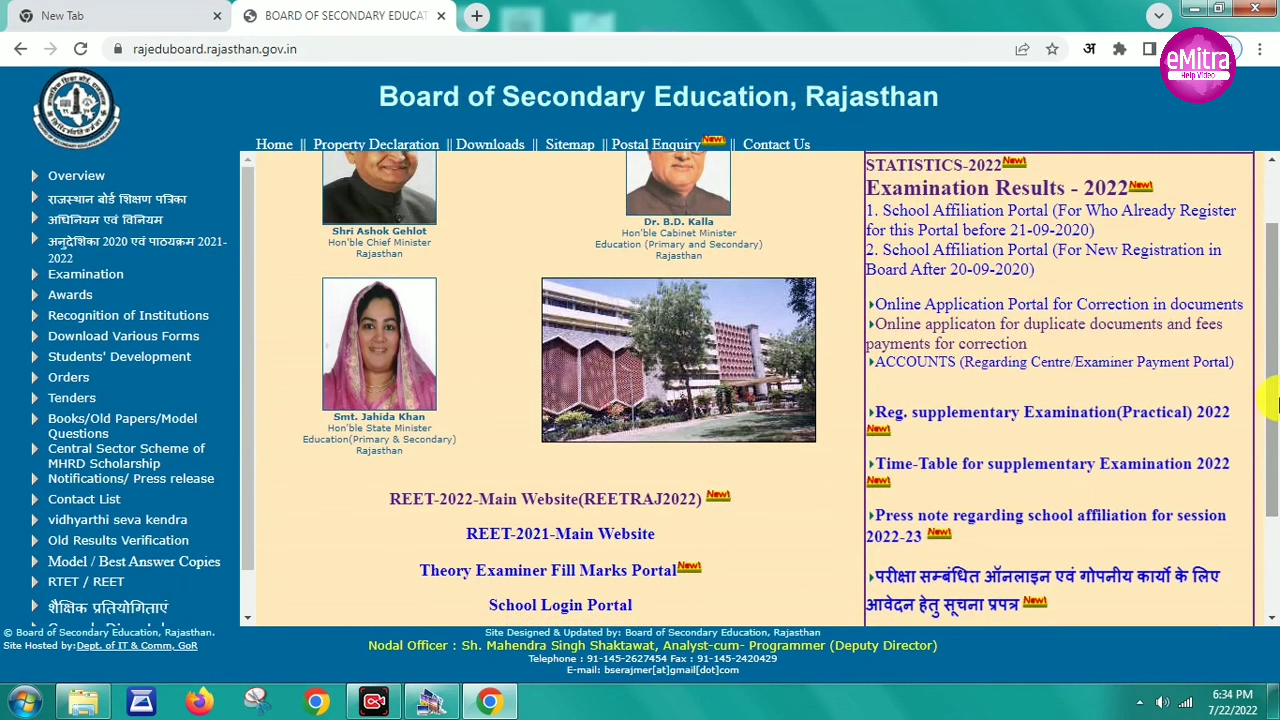 New Tab
BOARD OF SECONDARY EDUCAT
rajeduboard.rajasthan.gov.in
अ
eMitra
Help Video
Board of Secondary Education, Rajasthan
Home || Property Declaration || Downloads || Sitemap || Postal Enquiry New! || Contact Us
Overview
राजस्थान बोर्ड शिक्षण पत्रिका
अधिनियम एवं विनियम
अनुदेशिका 2020 एवं पाठयक्रम 2021-
2022
Examination
Awards
Recognition of Institutions
Download Various Forms
Students' Development
Orders
Tenders
Books/Old Papers/Model
Questions
Central Sector Scheme of
MHRD Scholarship
Notifications/ Press release
Contact List
vidhyarthi seva kendra
Old Results Verification
Model / Best Answer Copies
RTET / REET
शैक्षिक प्रतियोगिताएं
Shri Ashok Gehlot
Hon'ble Chief Minister
Rajasthan
Dr. B.D. Kalla
Hon'ble Cabinet Minister
Education (Primary and Secondary)
Rajasthan
Smt. Jahida Khan
Hon'ble State Minister
Education(Primary & Secondary)
Rajasthan
REET-2022-Main Website(REETRAJ2022) New!
REET-2021-Main Website
Theory Examiner Fill Marks Portal New!
School Login Portal
STATISTICS-2022 New!
Examination Results - 2022 New!
1. School Affiliation Portal (For Who Already Register
for this Portal before 21-09-2020)
2. School Affiliation Portal (For New Registration in
Board After 20-09-2020)
Online Application Portal for Correction in documents
Online applicaton for duplicate documents and fees
payments for correction
ACCOUNTS (Regarding Centre/Examiner Payment Portal)
Reg. supplementary Examination(Practical) 2022
New!
Time-Table for supplementary Examination 2022
New!
Press note regarding school affiliation for session
2022-23 New!
परीक्षा सम्बंधित ऑनलाइन एवं गोपनीय कार्यो के लिए
आवेदन हेतु सूचना प्रपत्र New!
© Board of Secondary Education, Rajasthan.
Site Hosted by:Dept. of IT & Comm, GoR
Site Designed & Updated by: Board of Secondary Education, Rajasthan
Nodal Officer : Sh. Mahendra Singh Shaktawat, Analyst-cum- Programmer (Deputy Director)
Telephone : 91-145-2627454 Fax : 91-145-2420429
E-mail: bserajmer[at]gmail[dot]com
6:34 PM
7/22/2022